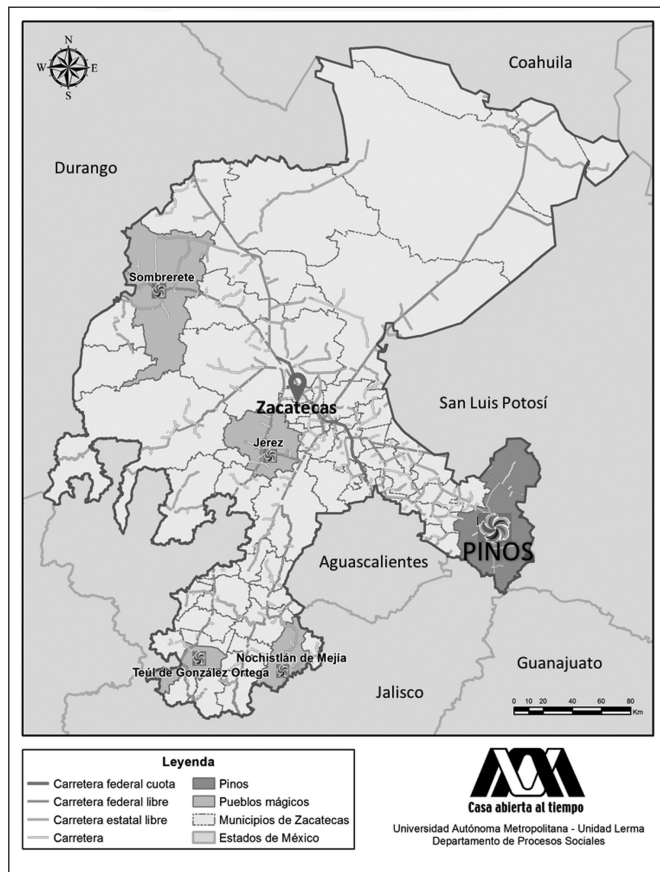 N
W E
S
Coahuila
Durango
Sombrerete
Zacatecas
San Luis Potosí
Jerez
PINOS
Aguascalientes
Nochistlán de Mejía
Teúl de González Ortega
Guanajuato
Jalisco
0 10 20 40 60 80
Km
Leyenda
Carretera federal cuota
Carretera federal libre
Carretera estatal libre
Carretera
Pinos
Pueblos mágicos
Municipios de Zacatecas
Estados de México
Casa abierta al tiempo
Universidad Autónoma Metropolitana - Unidad Lerma
Departamento de Procesos Sociales